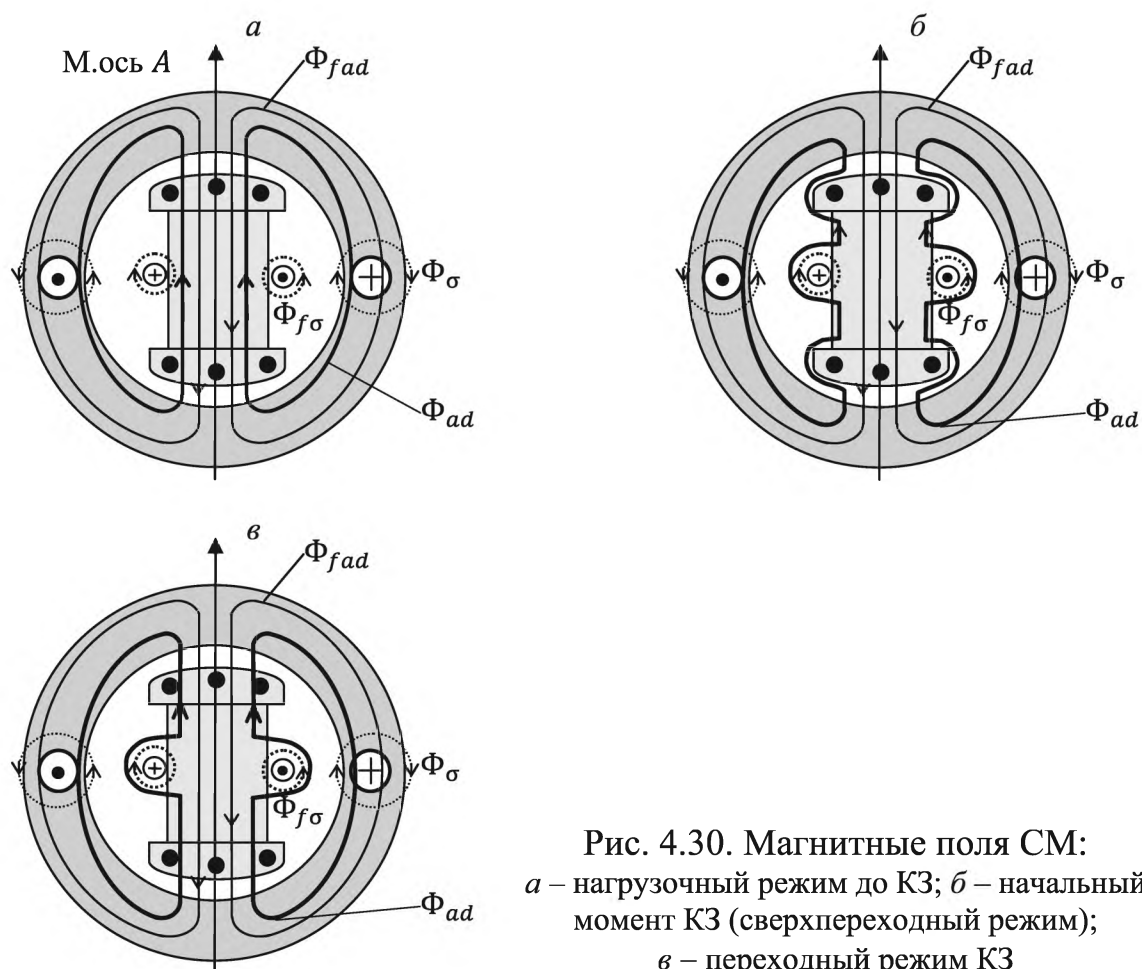 а
М.ось A
Φfad
Φσ
Φfσ
Φad
б
Φfad
Φσ
Φfσ
Φad
в
Φfad
Φσ
Φfσ
Φad
Рис. 4.30. Магнитные поля СМ:
а – нагрузочный режим до КЗ; б – начальный
момент КЗ (сверхпереходный режим);
в – переходный режим КЗ